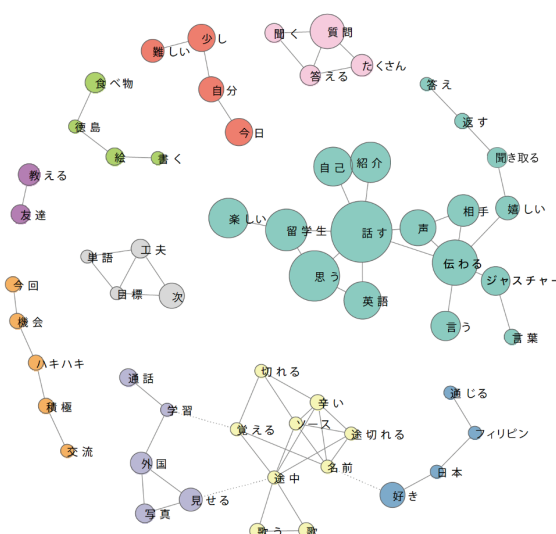 少し
難しい
自分
今日
聞く
質問
答える
たくさん
食べ物
徳島
絵
書く
答え
返す
聞き取る
嬉しい
教える
友達
自己
紹介
楽しい
留学生
話す
声
相手
伝わる
思う
英語
ジャスチャー
言う
言葉
単語
工夫
目標
次
今回
機会
ハキハキ
積極
交流
通話
学習
外国
写真
見せる
切れる
辛い
覚える
ソース
途切れる
途中
名前
歌う
歌
通じる
フィリピン
日本
好き